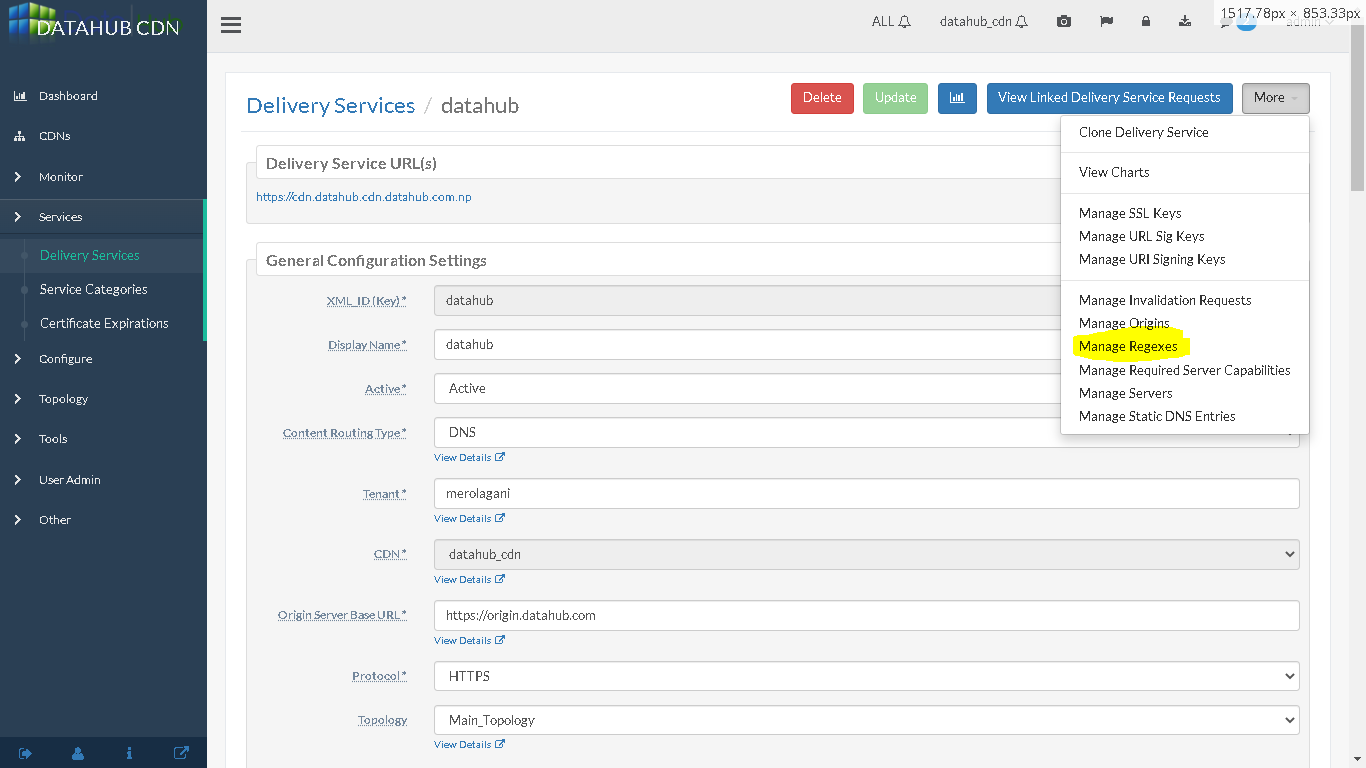 DATAHUB CDN
ALL
datahub_cdn
1517.78px × 853.33px
Dashboard
CDNs
Monitor
Services
Delivery Services
Service Categories
Certificate Expirations
Configure
Topology
Tools
User Admin
Other
Delivery Services / datahub
Delete
Update
View Linked Delivery Service Requests
More
Clone Delivery Service
View Charts
Manage SSL Keys
Manage URL Sig Keys
Manage URI Signing Keys
Manage Invalidation Requests
Manage Origins
Manage Regexes
Manage Required Server Capabilities
Manage Servers
Manage Static DNS Entries
Delivery Service URL(s)
https://cdn.datahub.cdn.datahub.com.np
General Configuration Settings
XML_ID (Key) *
datahub
Display Name *
datahub
Active *
Active
Content Routing Type *
DNS
View Details
Tenant *
merolagani
View Details
CDN *
datahub_cdn
View Details
Origin Server Base URL *
https://origin.datahub.com
View Details
Protocol *
HTTPS
Topology
Main_Topology
View Details